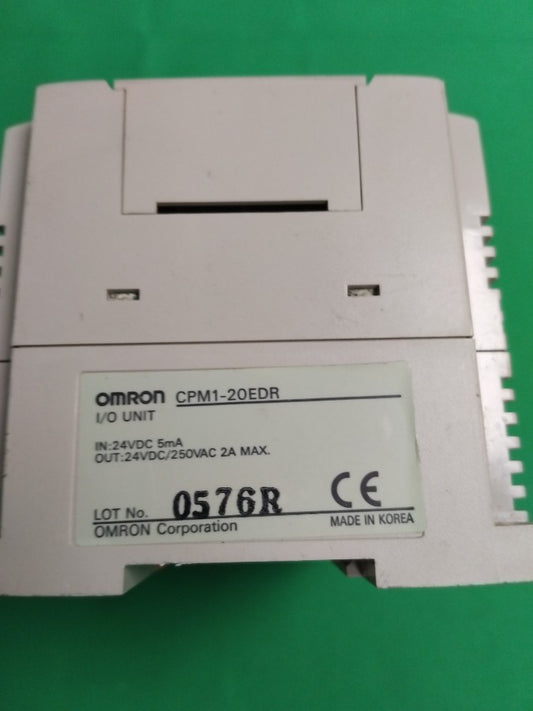 OMRON CPM1-20EDR
I/O UNIT
IN:24VDC 5mA
OUT:24VDC/250VAC 2A MAX.
LOT No. 0576R CE
OMRON Corporation MADE IN KOREA